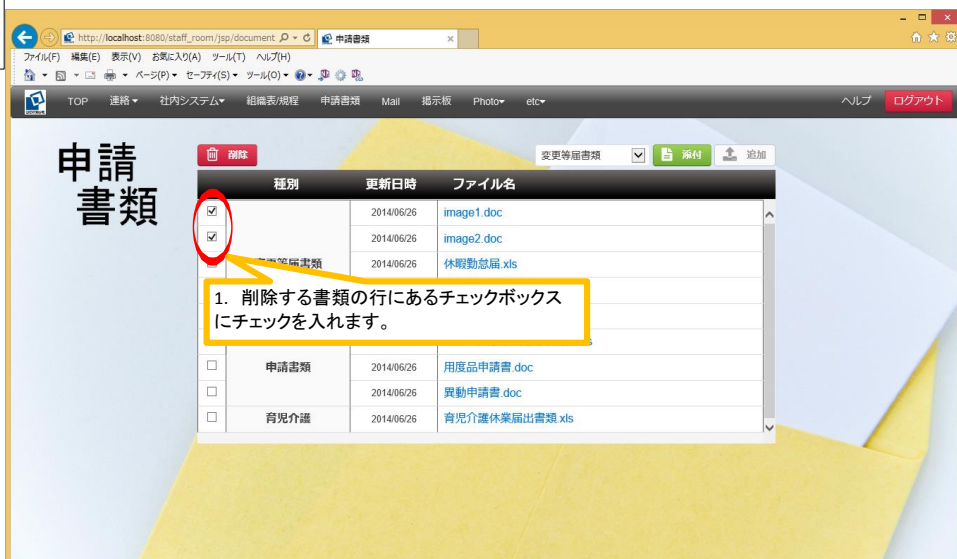 http://localhost:8080/staff_room/jsp/document
申請書類
ファイル(F) 編集(E) 表示(V) お気に入り(A) ツール(T) ヘルプ(H)
ページ(P) セーフティ(S) ツール(O)
TOP 連絡 社内システム 組織表/規程 申請書類 Mail 掲示板 Photo etc ヘルプ ログアウト
申請
書類
削除 変更等届書類 添付 追加
種別 更新日時 ファイル名
2014/06/26 image1.doc
2014/06/26 image2.doc
変更等届書類 2014/06/26 休暇勤怠届.xls
1. 削除する書類の行にあるチェックボックス
にチェックを入れます。
申請書類 2014/06/26 用度品申請書.doc
2014/06/26 異動申請書.doc
育児介護 2014/06/26 育児介護休業届出書類.xls